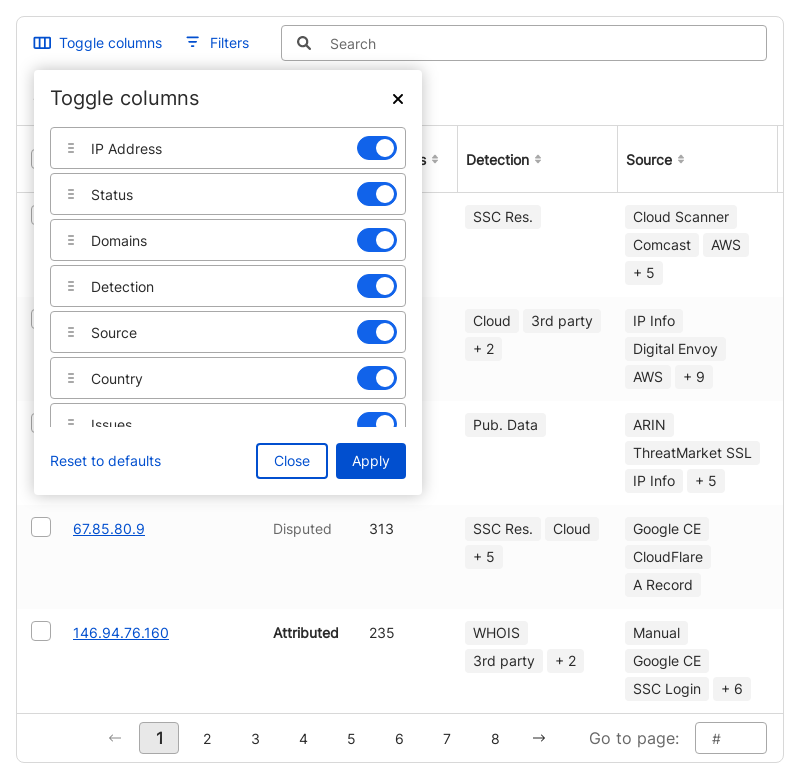 Toggle columns Filters Search
Toggle columns
IP Address
Status
Domains
Detection
Source
Country
Issues
Reset to defaults Close Apply
s Detection Source
SSC Res. Cloud Scanner
Comcast AWS
+ 5
Cloud 3rd party IP Info
+ 2 Digital Envoy
AWS + 9
Pub. Data ARIN
ThreatMarket SSL
IP Info + 5
67.85.80.9 Disputed 313 SSC Res. Cloud Google CE
+ 5 CloudFlare
A Record
146.94.76.160 Attributed 235 WHOIS Manual
3rd party + 2 Google CE
SSC Login + 6
← 1 2 3 4 5 6 7 8 → Go to page: #